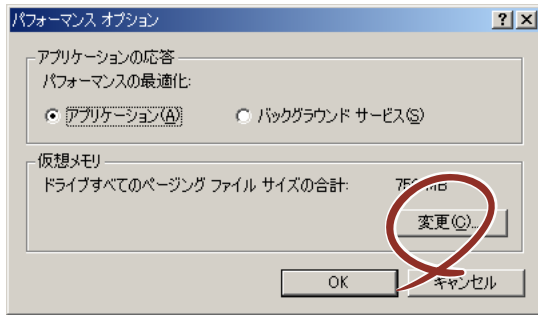 パフォーマンス オプション
アプリケーションの応答
パフォーマンスの最適化:
アプリケーション(A) バックグラウンド サービス(S)
仮想メモリ
ドライブすべてのページング ファイル サイズの合計: MB
変更(C)...
OK キャンセル